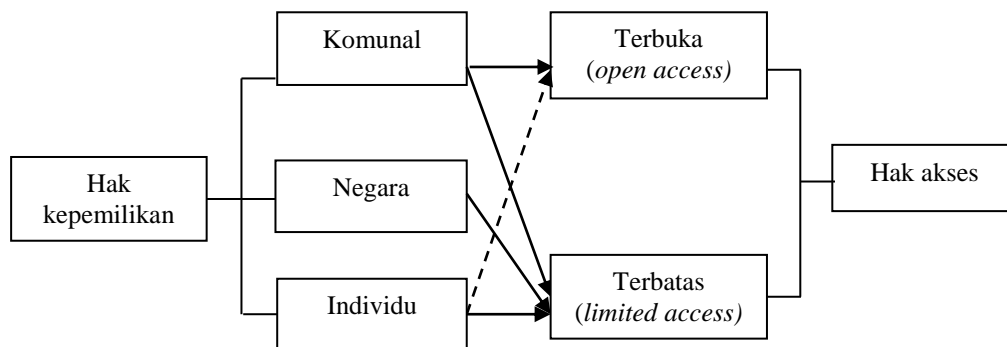 Komunal
Terbuka
(open access)
Hak
kepemilikan
Negara
Hak akses
Individu
Terbatas
(limited access)